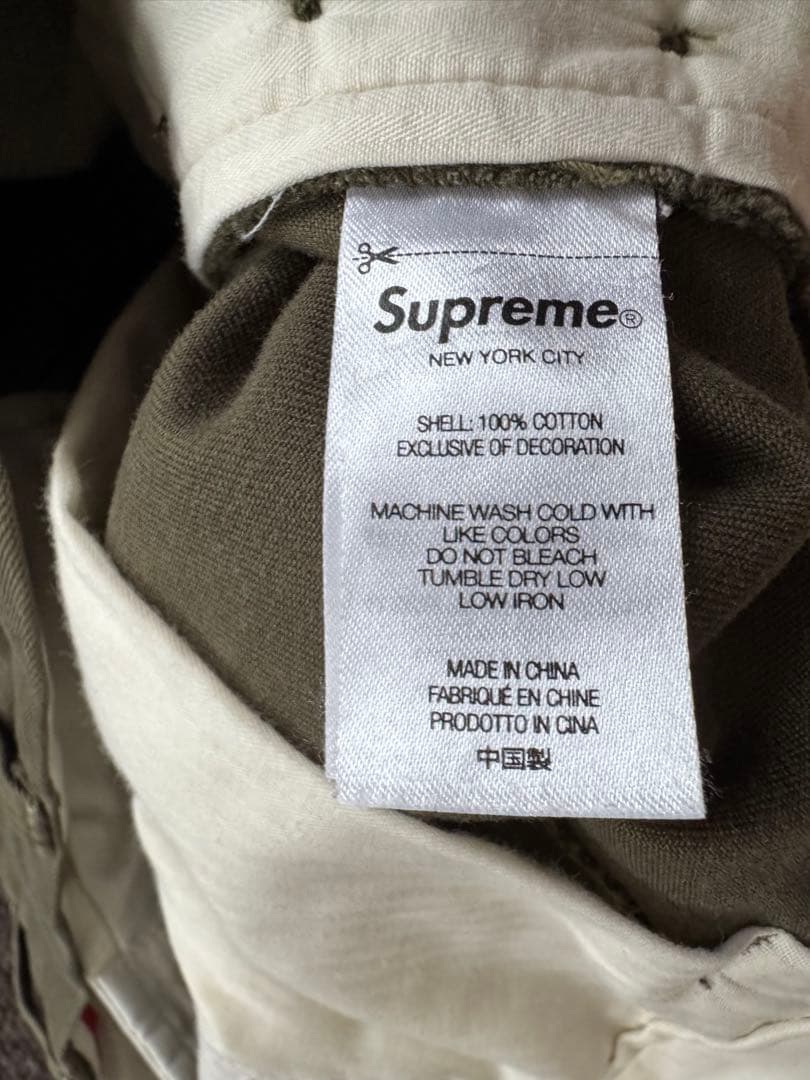 Supreme®
NEW YORK CITY
SHELL: 100% COTTON
EXCLUSIVE OF DECORATION
MACHINE WASH COLD WITH
LIKE COLORS
DO NOT BLEACH
TUMBLE DRY LOW
LOW IRON
MADE IN CHINA
FABRIQUÉ EN CHINE
PRODOTTO IN CINA
中国製